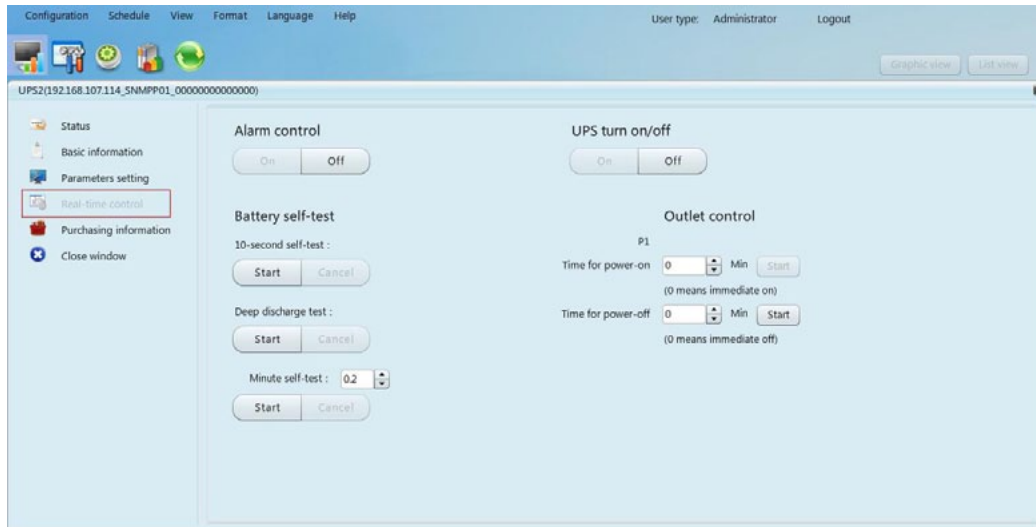 Configuration Schedule View Format Language Help User type: Administrator Logout
Graphic view List view
UPS2(192.168.107.114_SNMPP01_00000000000000)
Status
Basic information
Parameters setting
Real-time control
Purchasing information
Close window
Alarm control
On Off
UPS turn on/off
On Off
Battery self-test
10-second self-test :
Start Cancel
Deep discharge test :
Start Cancel
Minute self-test : 0.2
Start Cancel
Outlet control
P1
Time for power-on 0 Min Start
(0 means immediate on)
Time for power-off 0 Min Start
(0 means immediate off)